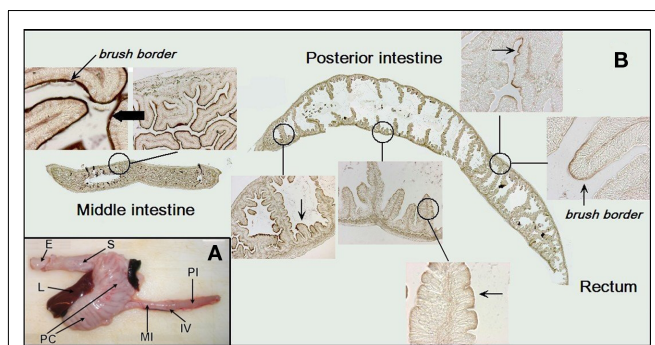 brush border
Posterior intestine
B
Middle intestine
brush border
Rectum
A
E
S
L
PI
PC
MI
IV